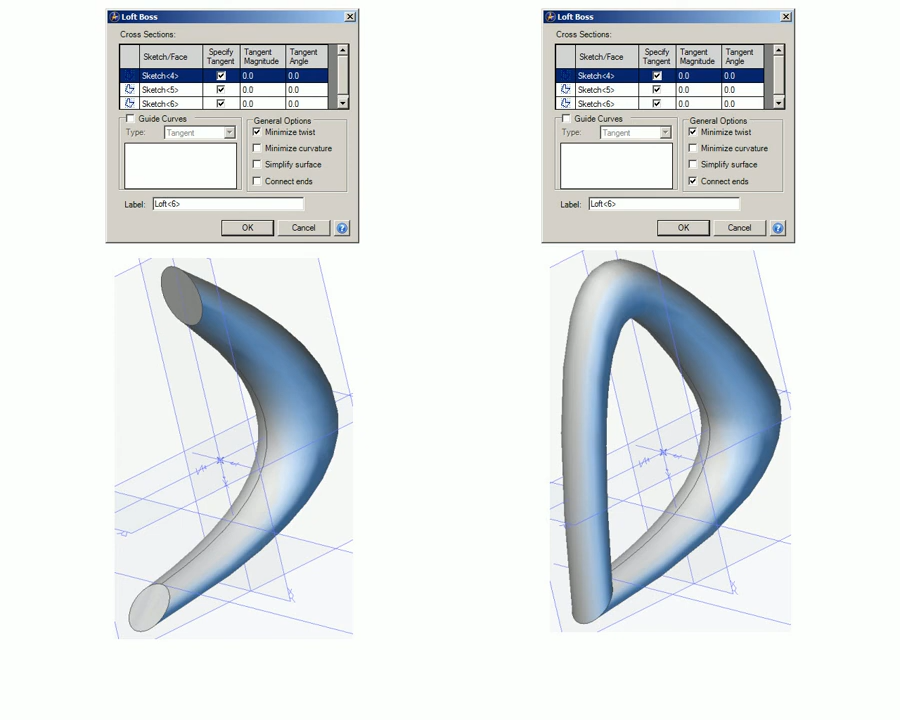 Loft Boss
Cross Sections:
Sketch/Face Specify Tangent Tangent Magnitude Tangent Angle
Sketch<4> 0.0 0.0
Sketch<5> 0.0 0.0
Sketch<6> 0.0 0.0
Guide Curves
Type: Tangent
General Options
Minimize twist
Minimize curvature
Simplify surface
Connect ends
Label: Loft<6>
OK Cancel ?
Loft Boss
Cross Sections:
Sketch/Face Specify Tangent Tangent Magnitude Tangent Angle
Sketch<4> 0.0 0.0
Sketch<5> 0.0 0.0
Sketch<6> 0.0 0.0
Guide Curves
Type: Tangent
General Options
Minimize twist
Minimize curvature
Simplify surface
Connect ends
Label: Loft<6>
OK Cancel ?